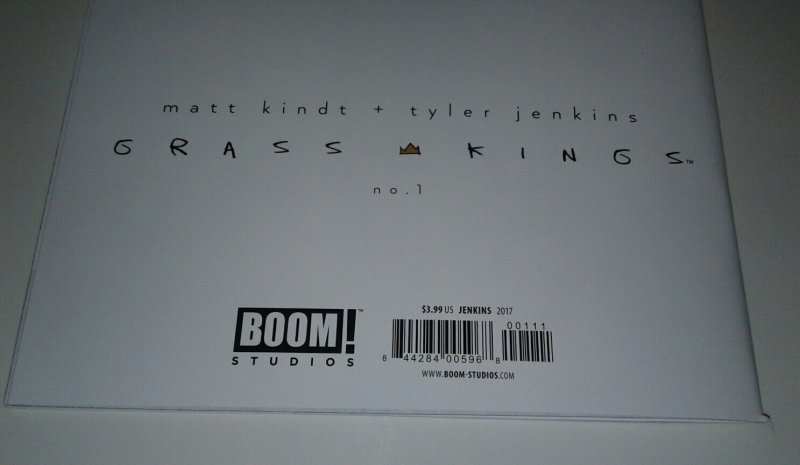 matt kindt + tyler jenkins
GRASS KINGS™
no.1
BOOM!™
STUDIOS
$3.99 US JENKINS 2017
00111
8 44284 00596 8
WWW.BOOM-STUDIOS.COM